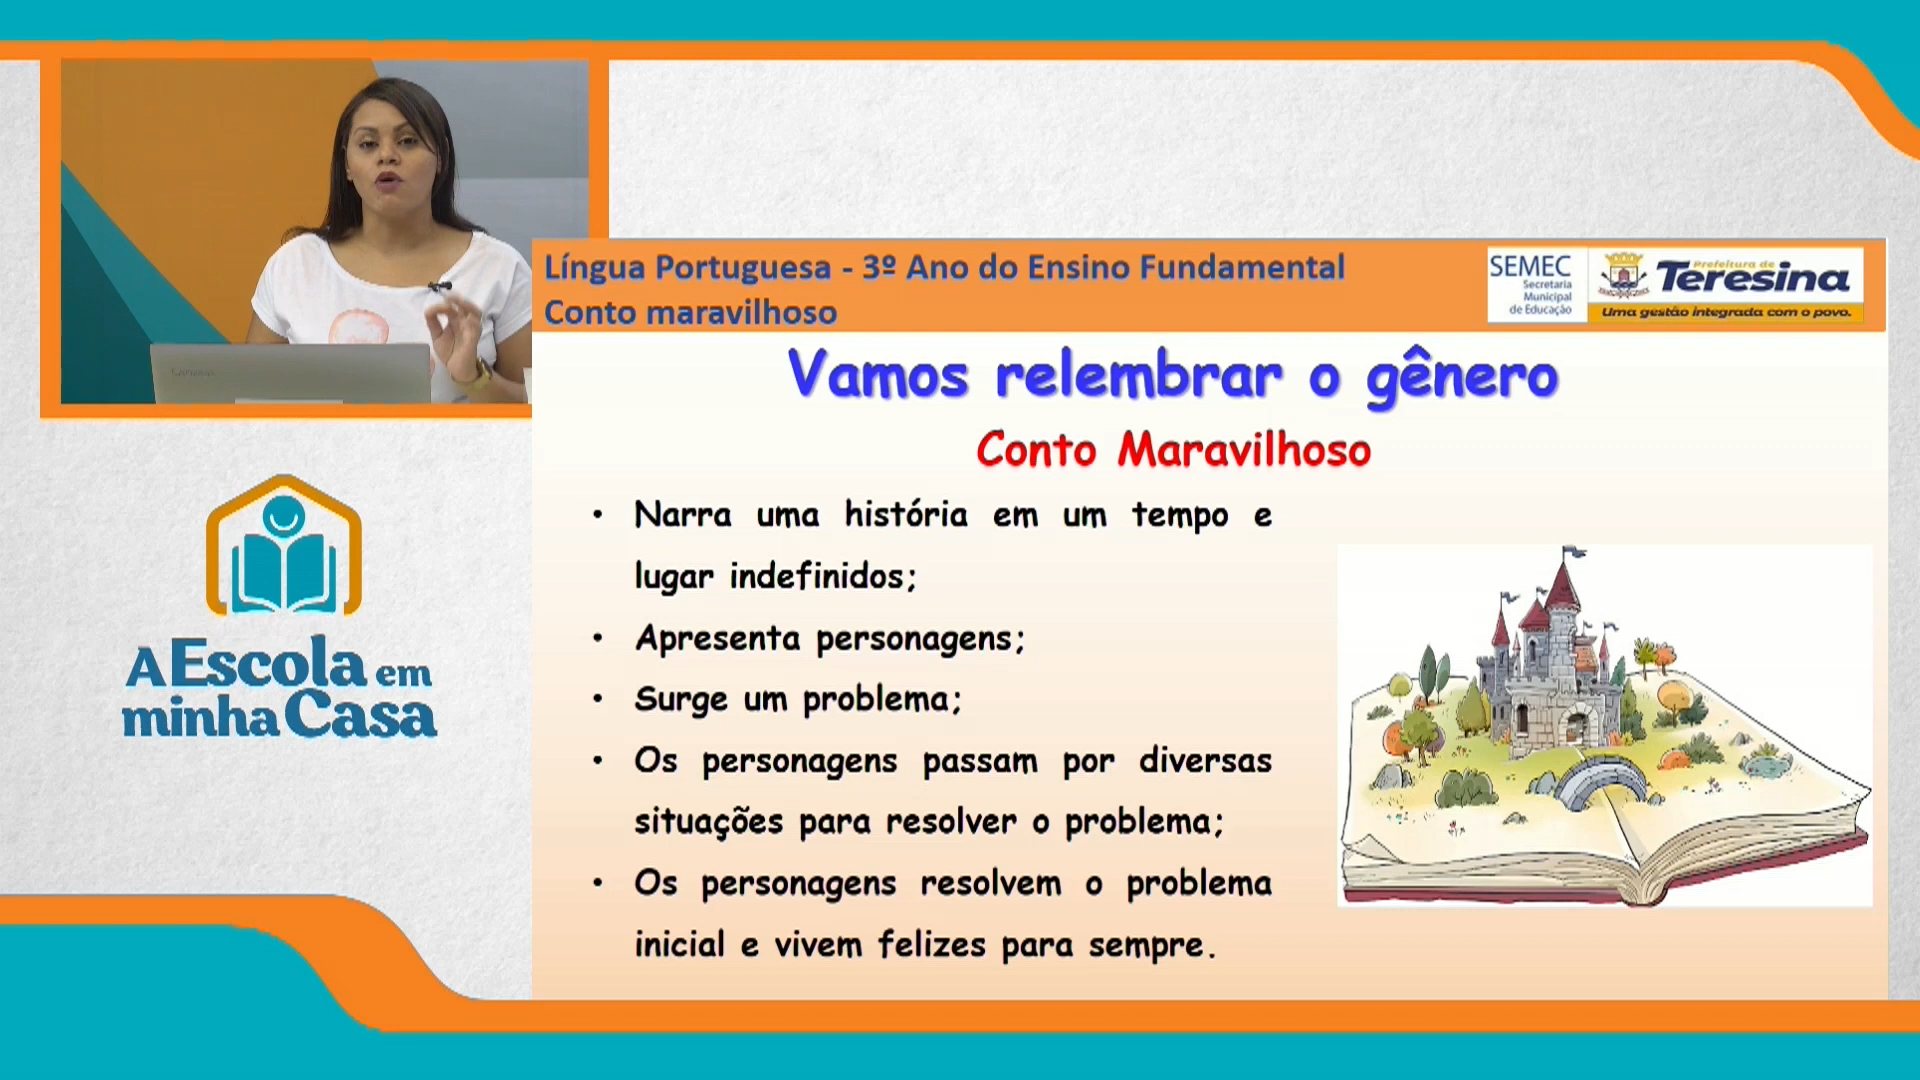 Língua Portuguesa - 3º Ano do Ensino Fundamental
Conto maravilhoso
SEMEC
Secretaria
Municipal
de Educação
Prefeitura de
Teresina
Uma gestão integrada com o povo.
Vamos relembrar o gênero
Conto Maravilhoso
• Narra uma história em um tempo e
lugar indefinidos;
• Apresenta personagens;
• Surge um problema;
• Os personagens passam por diversas
situações para resolver o problema;
• Os personagens resolvem o problema
inicial e vivem felizes para sempre.
A Escola em
minha Casa
Lenovo